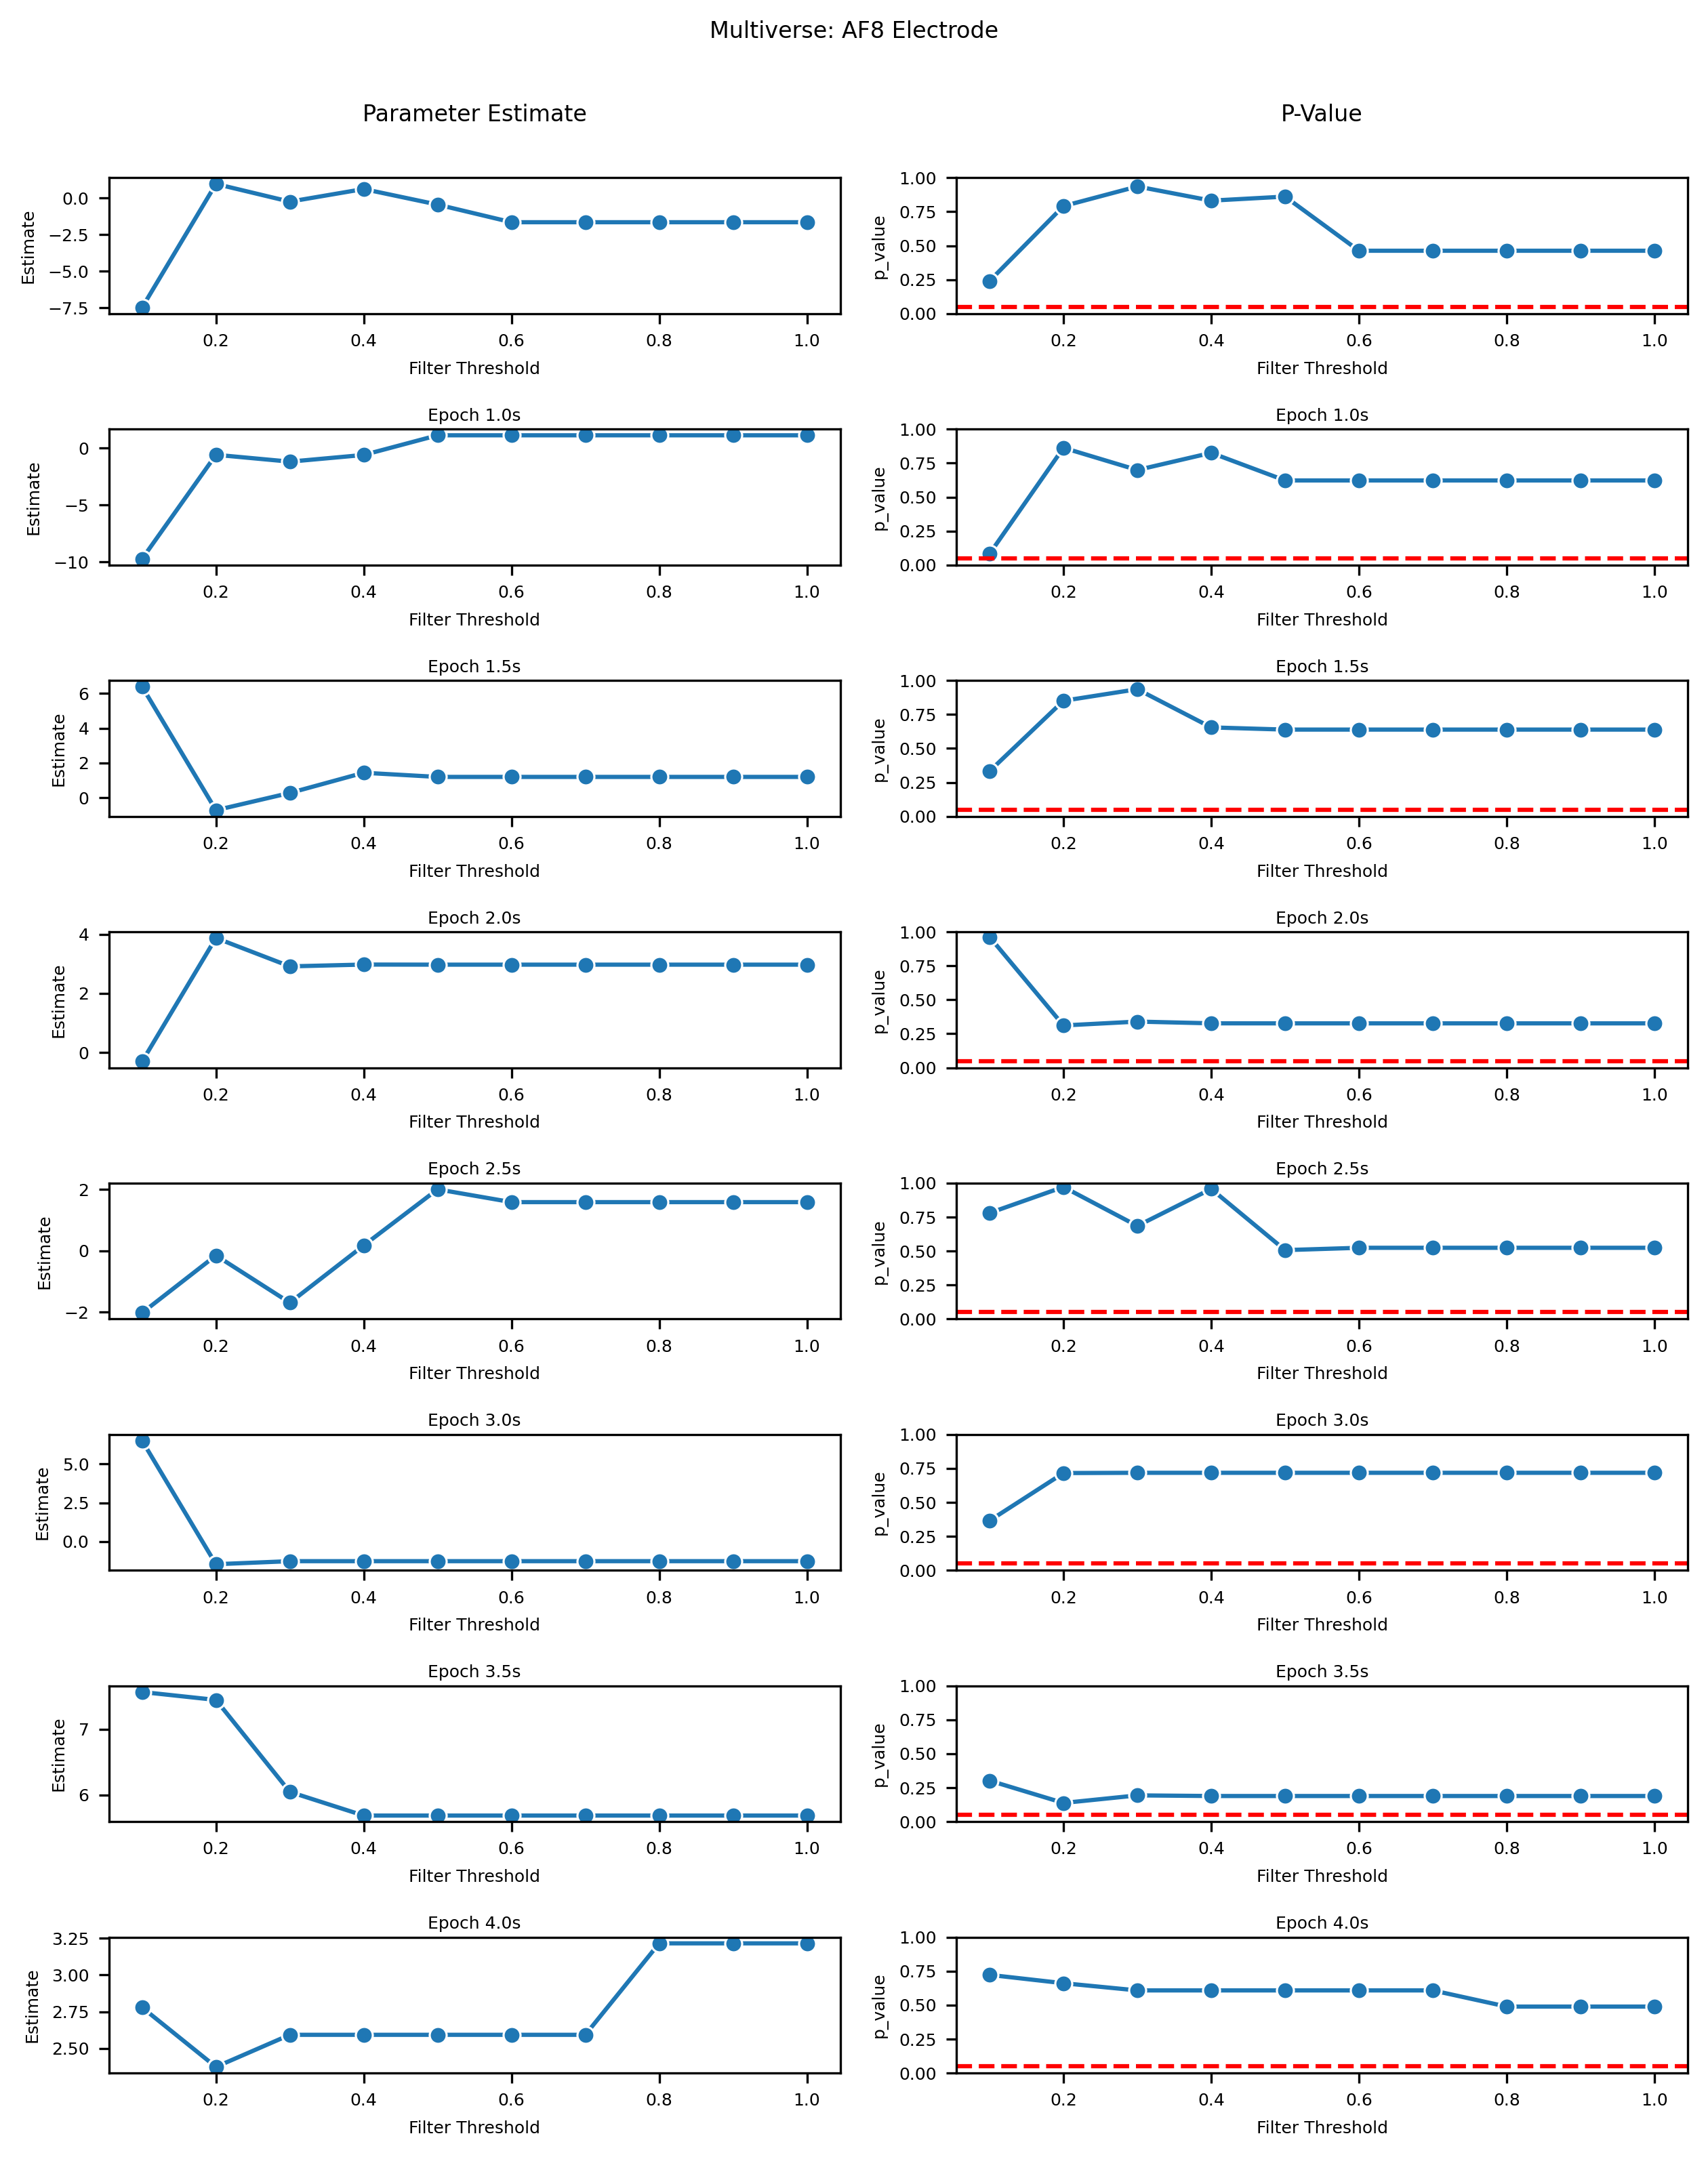 Multiverse: AF8 Electrode
Parameter Estimate P-Value
0.0
−2.5
−5.0
−7.5
Estimate
0.2 0.4 0.6 0.8 1.0
Filter Threshold
1.00
0.75
0.50
0.25
0.00
p_value
0.2 0.4 0.6 0.8 1.0
Filter Threshold
Epoch 1.0s
0
−5
−10
Estimate
0.2 0.4 0.6 0.8 1.0
Filter Threshold
Epoch 1.0s
1.00
0.75
0.50
0.25
0.00
p_value
0.2 0.4 0.6 0.8 1.0
Filter Threshold
Epoch 1.5s
6
4
2
0
Estimate
0.2 0.4 0.6 0.8 1.0
Filter Threshold
Epoch 1.5s
1.00
0.75
0.50
0.25
0.00
p_value
0.2 0.4 0.6 0.8 1.0
Filter Threshold
Epoch 2.0s
4
2
0
Estimate
0.2 0.4 0.6 0.8 1.0
Filter Threshold
Epoch 2.0s
1.00
0.75
0.50
0.25
0.00
p_value
0.2 0.4 0.6 0.8 1.0
Filter Threshold
Epoch 2.5s
2
0
−2
Estimate
0.2 0.4 0.6 0.8 1.0
Filter Threshold
Epoch 2.5s
1.00
0.75
0.50
0.25
0.00
p_value
0.2 0.4 0.6 0.8 1.0
Filter Threshold
Epoch 3.0s
5.0
2.5
0.0
Estimate
0.2 0.4 0.6 0.8 1.0
Filter Threshold
Epoch 3.0s
1.00
0.75
0.50
0.25
0.00
p_value
0.2 0.4 0.6 0.8 1.0
Filter Threshold
Epoch 3.5s
7
6
Estimate
0.2 0.4 0.6 0.8 1.0
Filter Threshold
Epoch 3.5s
1.00
0.75
0.50
0.25
0.00
p_value
0.2 0.4 0.6 0.8 1.0
Filter Threshold
Epoch 4.0s
3.25
3.00
2.75
2.50
Estimate
0.2 0.4 0.6 0.8 1.0
Filter Threshold
Epoch 4.0s
1.00
0.75
0.50
0.25
0.00
p_value
0.2 0.4 0.6 0.8 1.0
Filter Threshold